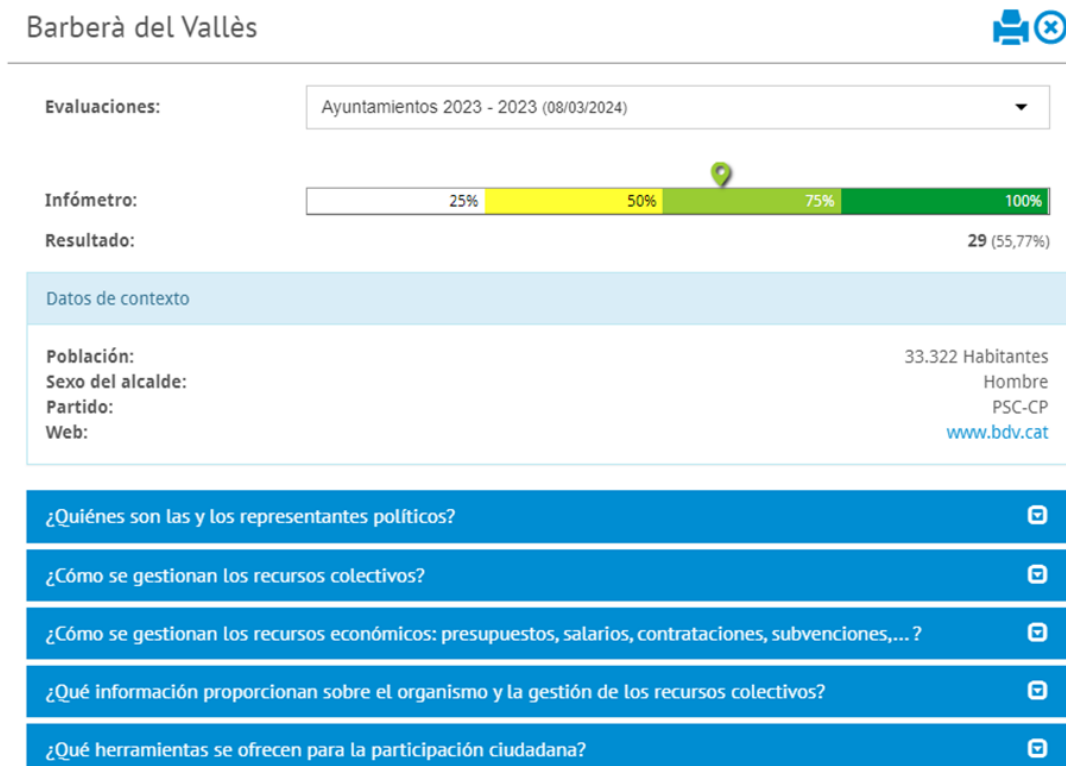 Barberà del Vallès
Evaluaciones:
Ayuntamientos 2023 - 2023 (08/03/2024)
Infómetro:
25% 50% 75% 100%
Resultado:
29 (55,77%)
Datos de contexto
Población:
33.322 Habitantes
Sexo del alcalde:
Hombre
Partido:
PSC-CP
Web:
www.bdv.cat
¿Quiénes son las y los representantes políticos?
¿Cómo se gestionan los recursos colectivos?
¿Cómo se gestionan los recursos económicos: presupuestos, salarios, contrataciones, subvenciones,... ?
¿Qué información proporcionan sobre el organismo y la gestión de los recursos colectivos?
¿Qué herramientas se ofrecen para la participación ciudadana?